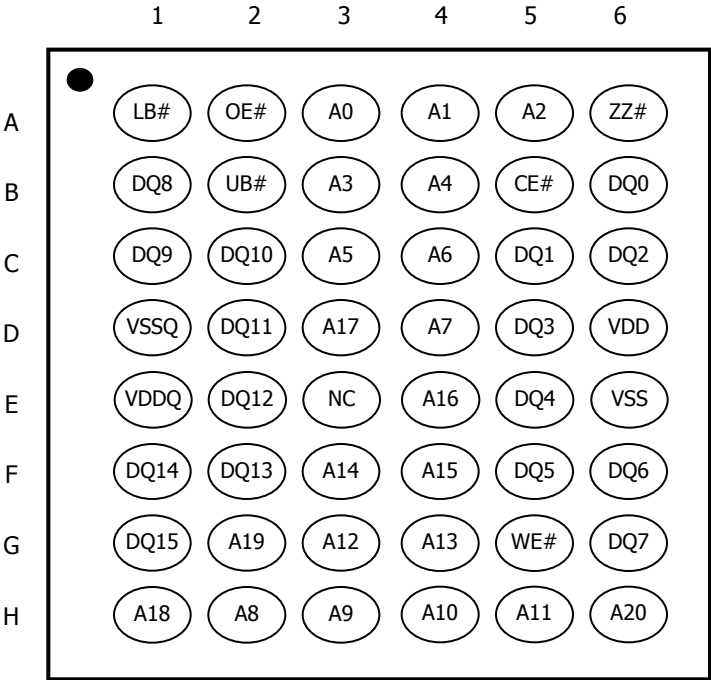 1 2 3 4 5 6
A LB# OE# A0 A1 A2 ZZ#
B DQ8 UB# A3 A4 CE# DQ0
C DQ9 DQ10 A5 A6 DQ1 DQ2
D VSSQ DQ11 A17 A7 DQ3 VDD
E VDDQ DQ12 NC A16 DQ4 VSS
F DQ14 DQ13 A14 A15 DQ5 DQ6
G DQ15 A19 A12 A13 WE# DQ7
H A18 A8 A9 A10 A11 A20